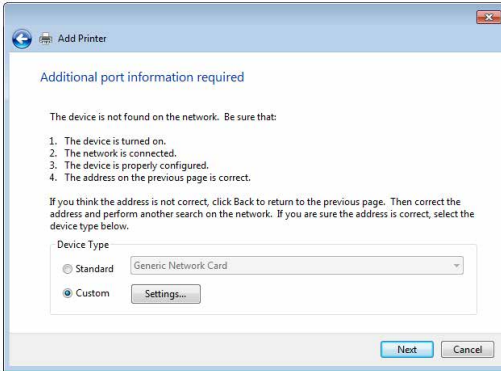 Add Printer
Additional port information required
The device is not found on the network. Be sure that:
1. The device is turned on.
2. The network is connected.
3. The device is properly configured.
4. The address on the previous page is correct.
If you think the address is not correct, click Back to return to the previous page. Then correct the
address and perform another search on the network. If you are sure the address is correct, select the
device type below.
Device Type
Standard Generic Network Card
Custom Settings...
Next Cancel